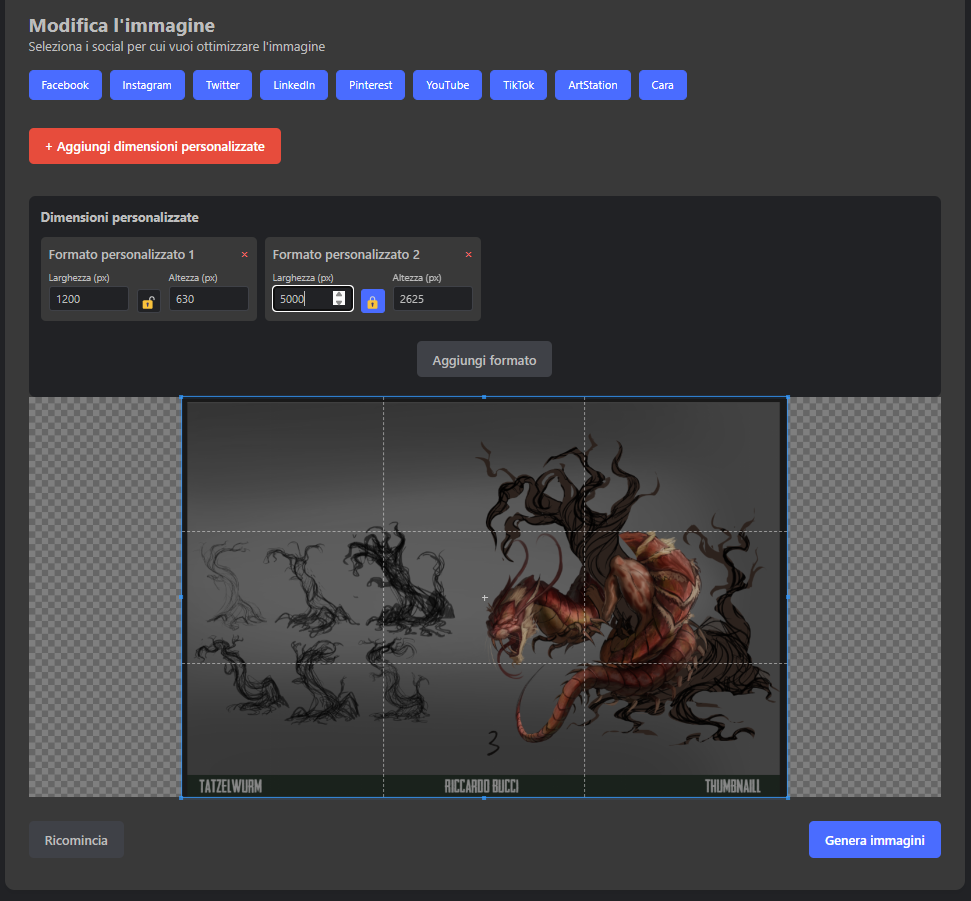 Modifica l'immagine
Seleziona i social per cui vuoi ottimizzare l'immagine
Facebook Instagram Twitter LinkedIn Pinterest YouTube TikTok ArtStation Cara
+ Aggiungi dimensioni personalizzate
Dimensioni personalizzate
Formato personalizzato 1 × Formato personalizzato 2 ×
Larghezza (px) Altezza (px) Larghezza (px) Altezza (px)
1200 630 5000 2625
Aggiungi formato
3
TATZELWURM RICCARDO BUCCI THUMBNAILL
Ricomincia Genera immagini